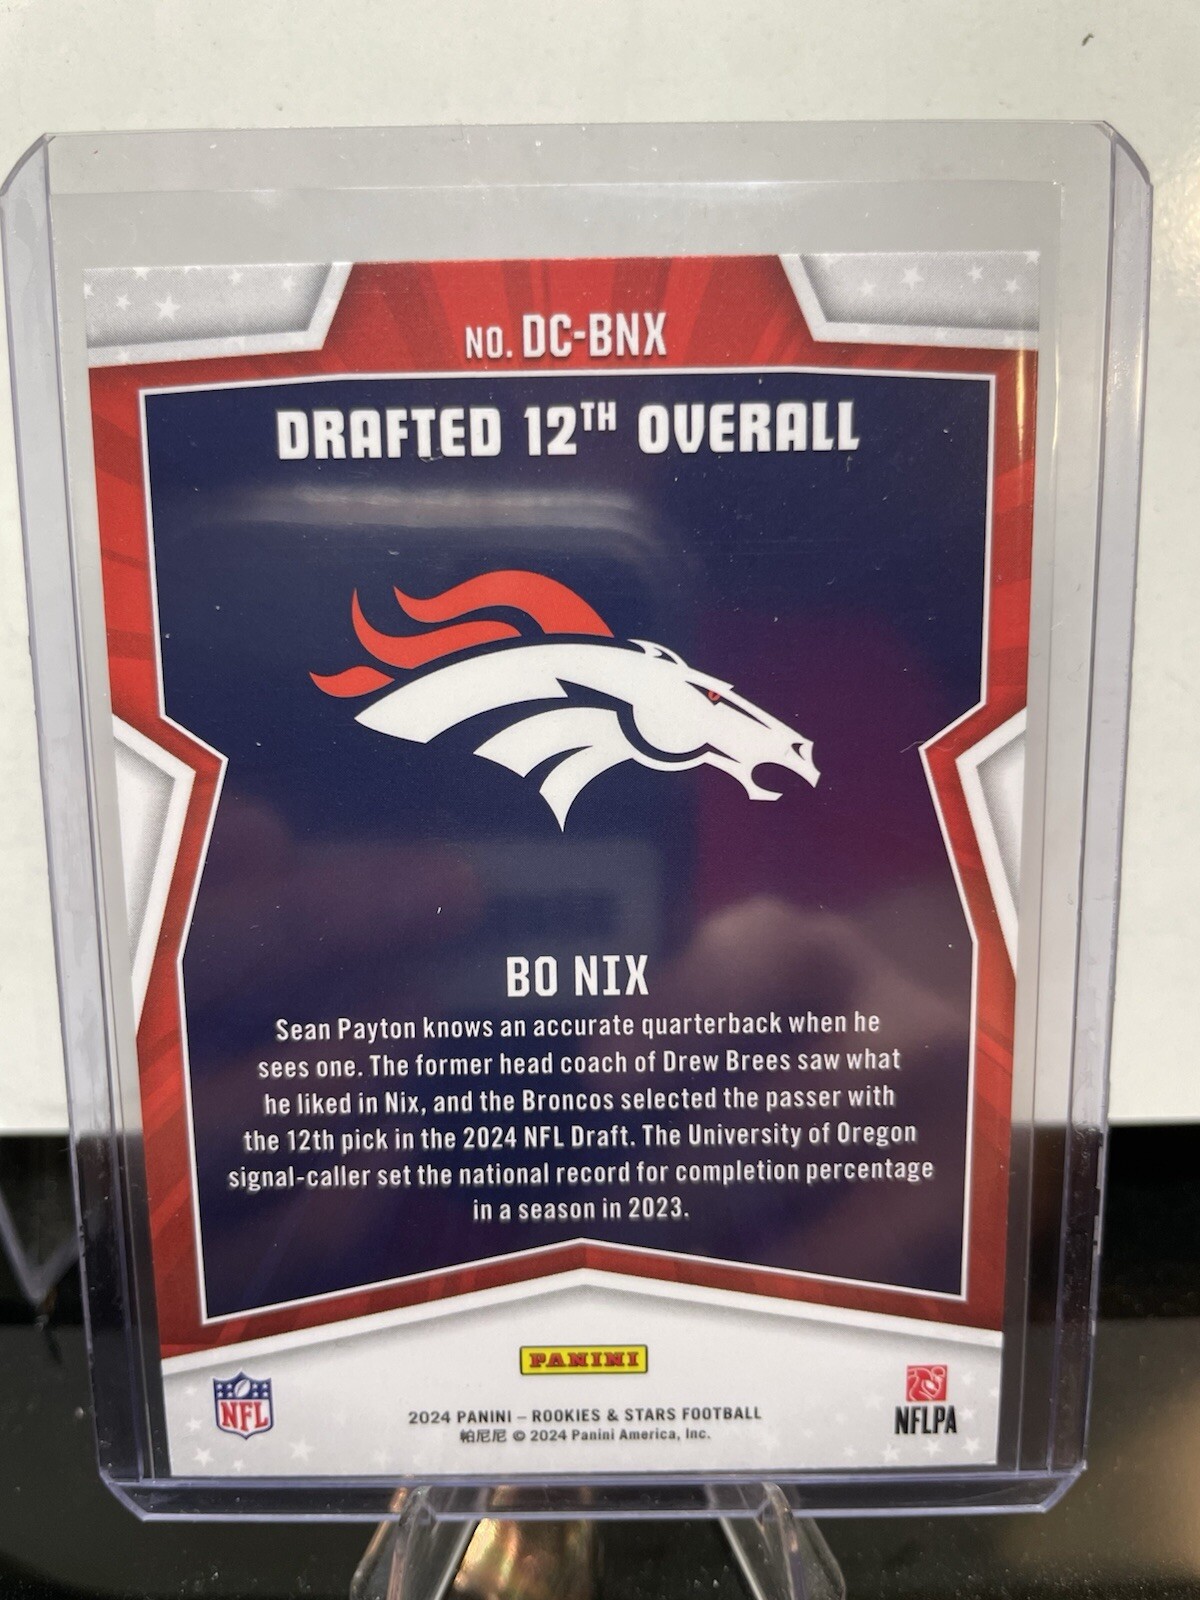 NO. DC-BNX
DRAFTED 12TH OVERALL
BO NIX
Sean Payton knows an accurate quarterback when he
sees one. The former head coach of Drew Brees saw what
he liked in Nix, and the Broncos selected the passer with
the 12th pick in the 2024 NFL Draft. The University of Oregon
signal-caller set the national record for completion percentage
in a season in 2023.
PANINI
NFL
2024 PANINI – ROOKIES & STARS FOOTBALL
帕尼尼 © 2024 Panini America, Inc.
NFLPA